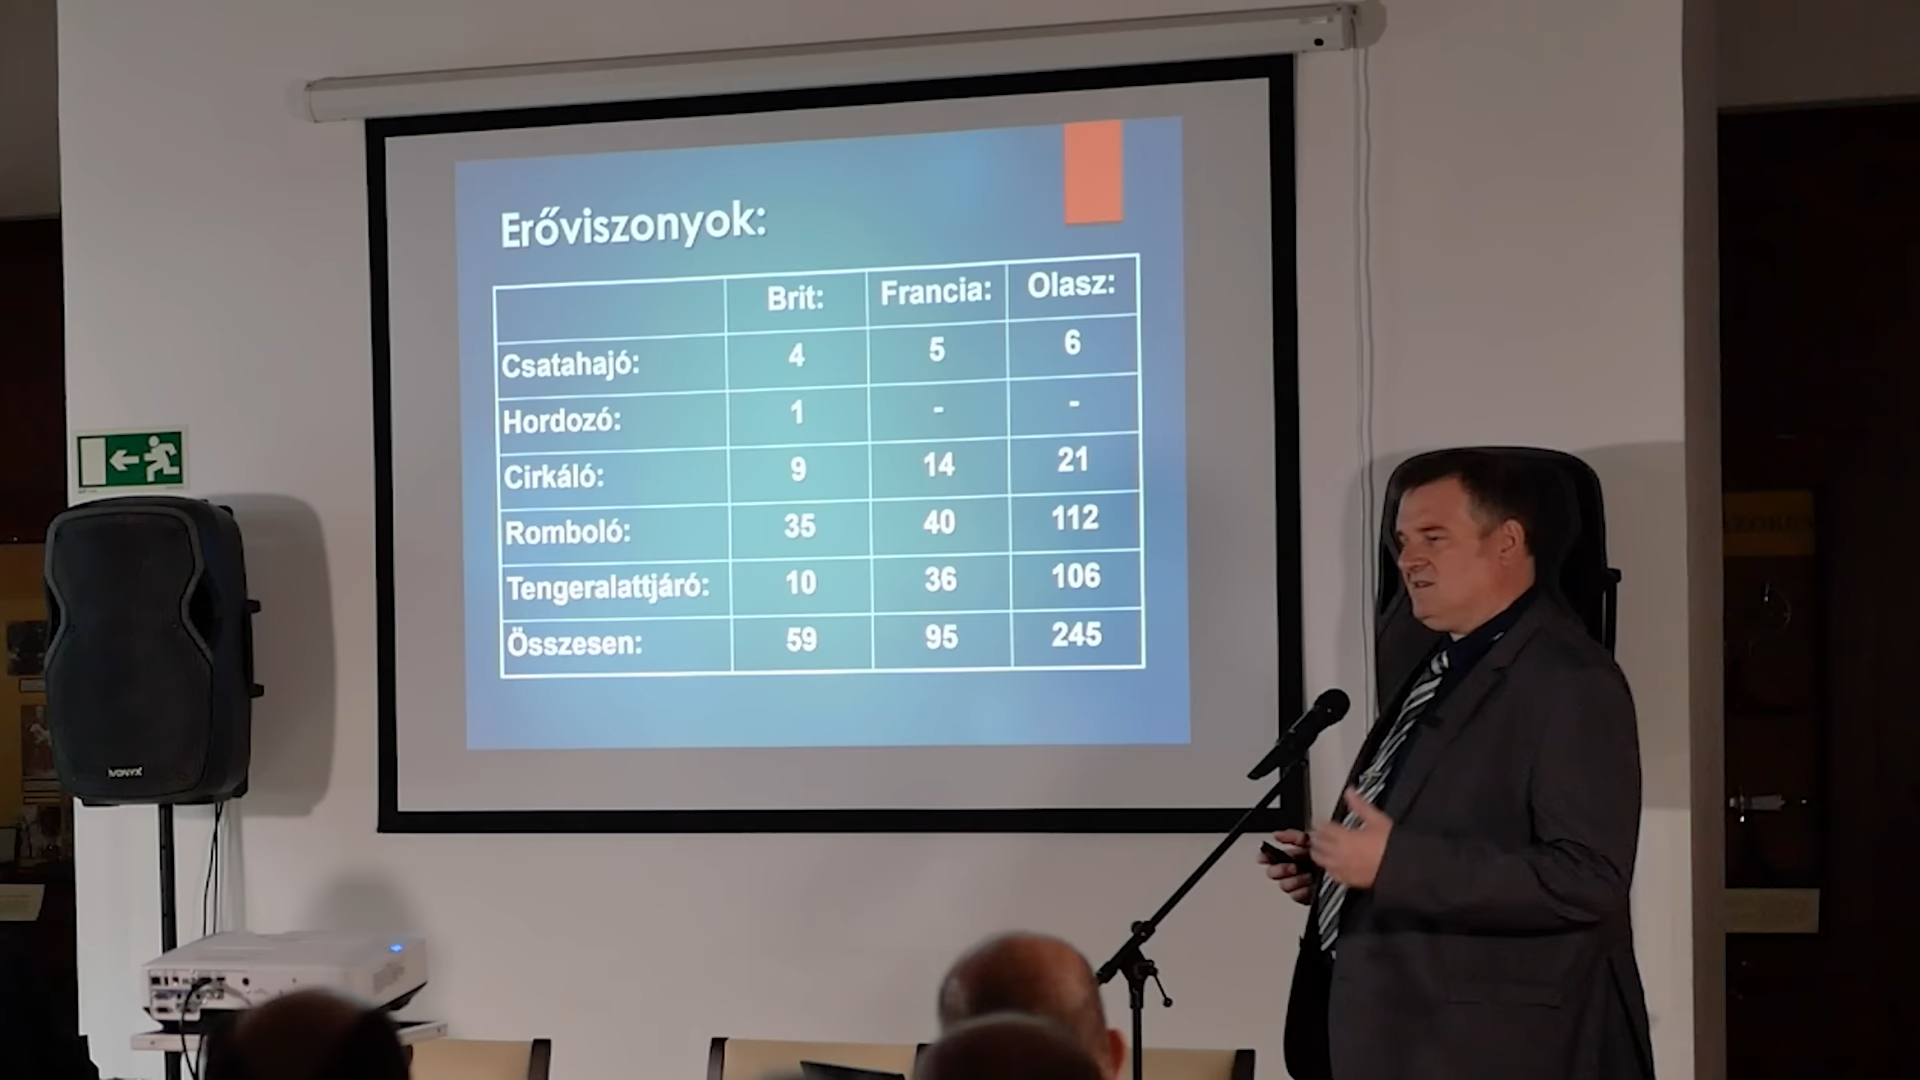 Erőviszonyok:
Brit: Francia: Olasz:
Csatahajó: 4 5 6
Hordozó: 1 - -
Cirkáló: 9 14 21
Romboló: 35 40 112
Tengeralattjáró: 10 36 106
Összesen: 59 95 245
VONYX